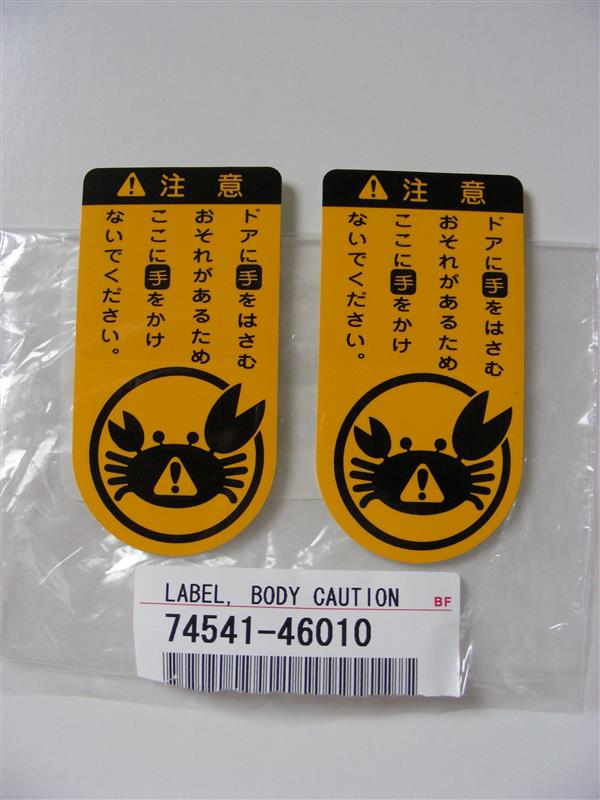 注意
ドアに手をはさむ
おそれがあるため
ここに手をかけ
ないでください。
注意
ドアに手をはさむ
おそれがあるため
ここに手をかけ
ないでください。
LABEL, BODY CAUTION
BF
74541-46010